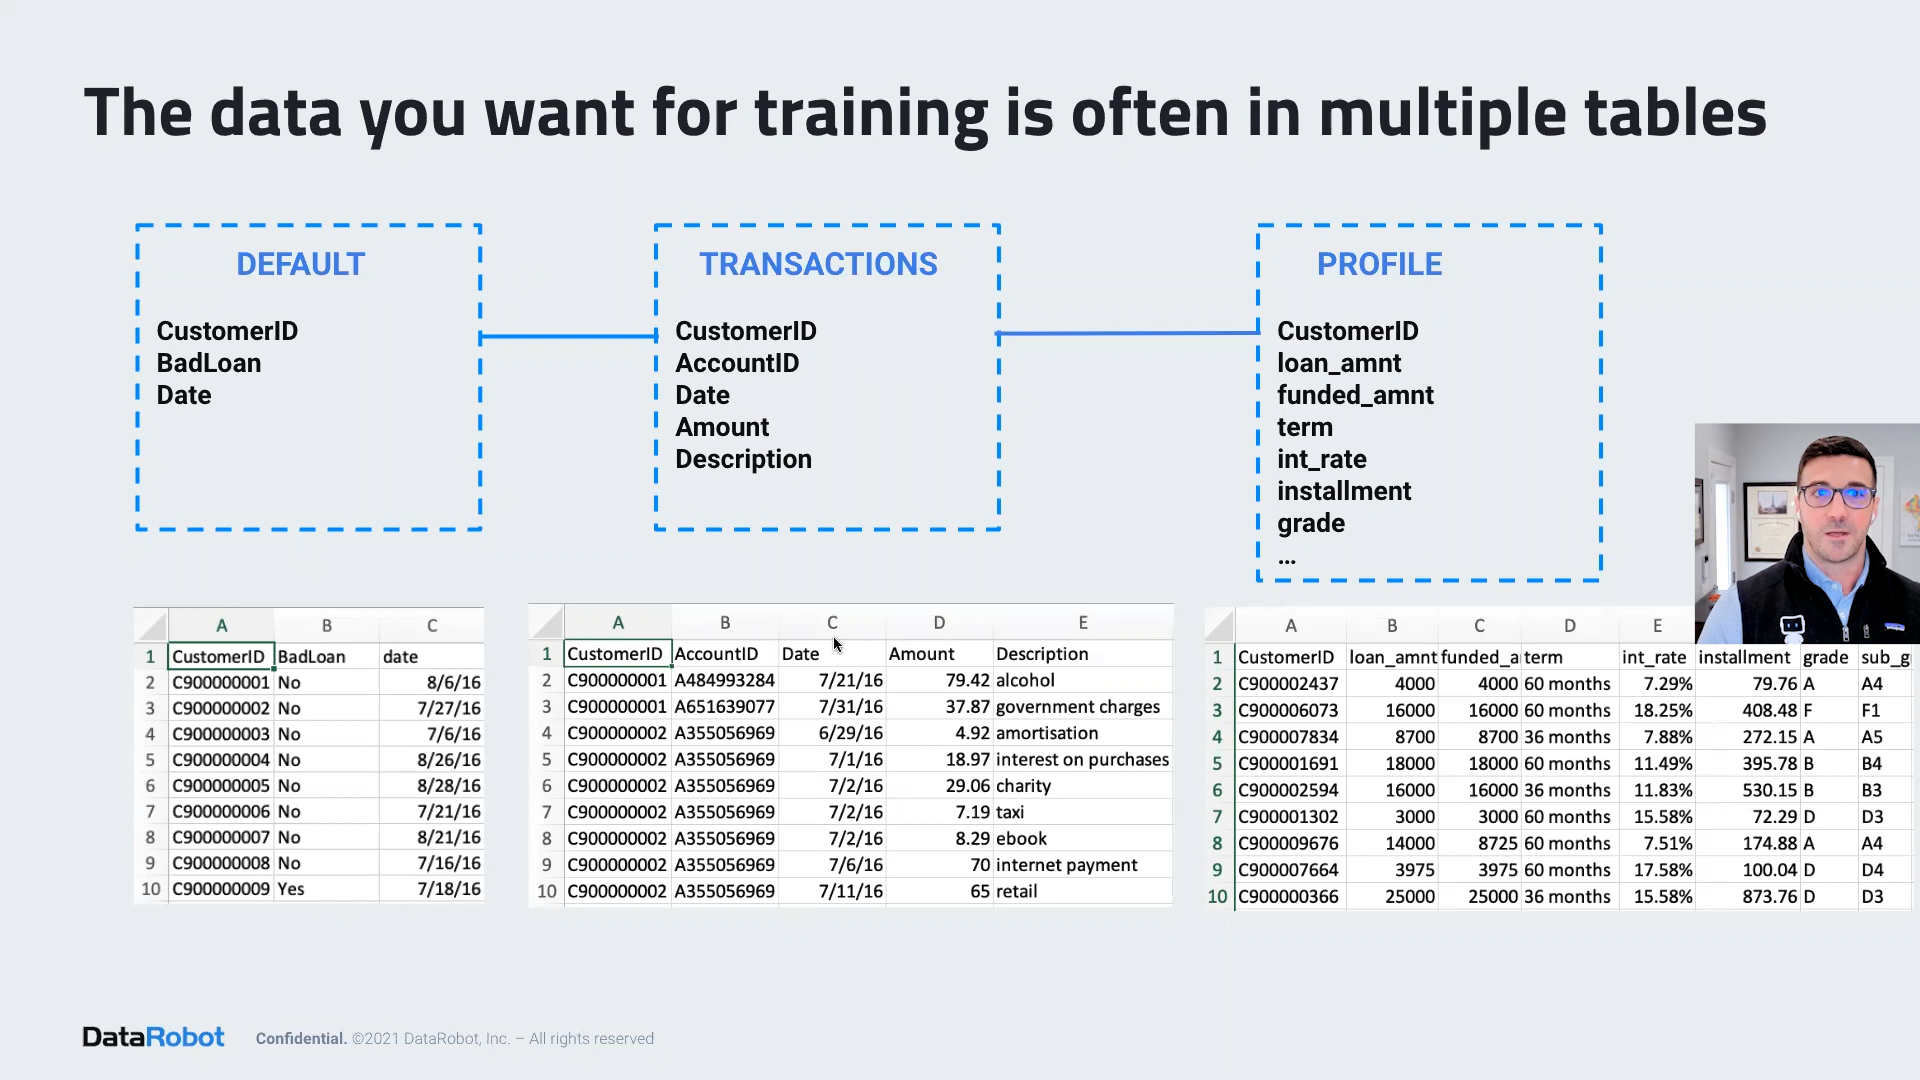 The data you want for training is often in multiple tables
DEFAULT
CustomerID
BadLoan
Date
TRANSACTIONS
CustomerID
AccountID
Date
Amount
Description
PROFILE
CustomerID
loan_amnt
funded_amnt
term
int_rate
installment
grade
...
A B C
1 CustomerID BadLoan date
2 C900000001 No 8/6/16
3 C900000002 No 7/27/16
4 C900000003 No 7/6/16
5 C900000004 No 8/26/16
6 C900000005 No 8/28/16
7 C900000006 No 7/21/16
8 C900000007 No 8/21/16
9 C900000008 No 7/16/16
10 C900000009 Yes 7/18/16
A B C D E
1 CustomerID AccountID Date Amount Description
2 C900000001 A484993284 7/21/16 79.42 alcohol
3 C900000001 A651639077 7/31/16 37.87 government charges
4 C900000002 A355056969 6/29/16 4.92 amortisation
5 C900000002 A355056969 7/1/16 18.97 interest on purchases
6 C900000002 A355056969 7/2/16 29.06 charity
7 C900000002 A355056969 7/2/16 7.19 taxi
8 C900000002 A355056969 7/2/16 8.29 ebook
9 C900000002 A355056969 7/6/16 70 internet payment
10 C900000002 A355056969 7/11/16 65 retail
A B C D E
1 CustomerID loan_amnt funded_a term int_rate installment grade sub_g
2 C900002437 4000 4000 60 months 7.29% 79.76 A A4
3 C900006073 16000 16000 60 months 18.25% 408.48 F F1
4 C900007834 8700 8700 36 months 7.88% 272.15 A A5
5 C900001691 18000 18000 60 months 11.49% 395.78 B B4
6 C900002594 16000 16000 36 months 11.83% 530.15 B B3
7 C900001302 3000 3000 60 months 15.58% 72.29 D D3
8 C900009676 14000 8725 60 months 7.51% 174.88 A A4
9 C900007664 3975 3975 60 months 17.58% 100.04 D D4
10 C900000366 25000 25000 36 months 15.58% 873.76 D D3
DataRobot Confidential. ©2021 DataRobot, Inc. – All rights reserved